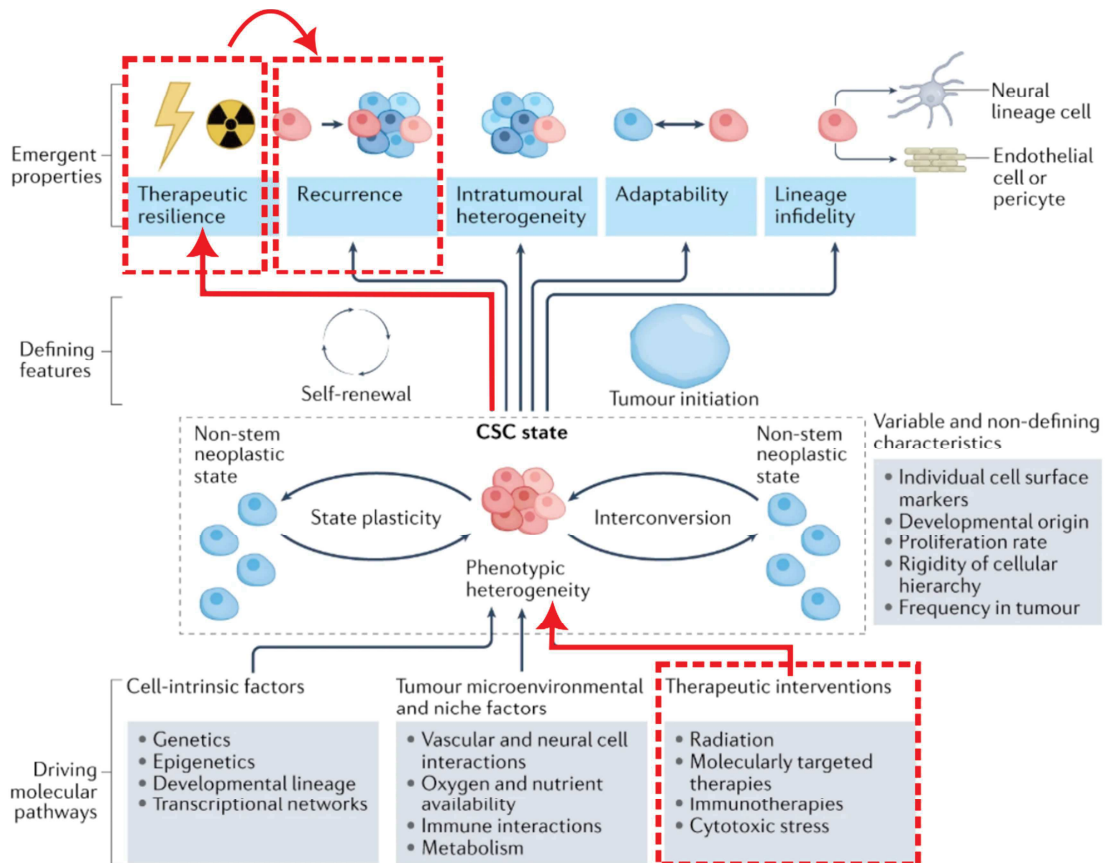 Neural
lineage cell
Endothelial
cell or
pericyte
Emergent
properties
Therapeutic
resilience
Recurrence
Intratumoural
heterogeneity
Adaptability
Lineage
infidelity
Defining
features
Self-renewal
Tumour initiation
CSC state
Non-stem
neoplastic
state
Non-stem
neoplastic
state
State plasticity
Interconversion
Phenotypic
heterogeneity
Variable and non-defining
characteristics
• Individual cell surface
markers
• Developmental origin
• Proliferation rate
• Rigidity of cellular
hierarchy
• Frequency in tumour
Driving
molecular
pathways
Cell-intrinsic factors
• Genetics
• Epigenetics
• Developmental lineage
• Transcriptional networks
Tumour microenvironmental
and niche factors
• Vascular and neural cell
interactions
• Oxygen and nutrient
availability
• Immune interactions
• Metabolism
Therapeutic interventions
• Radiation
• Molecularly targeted
therapies
• Immunotherapies
• Cytotoxic stress